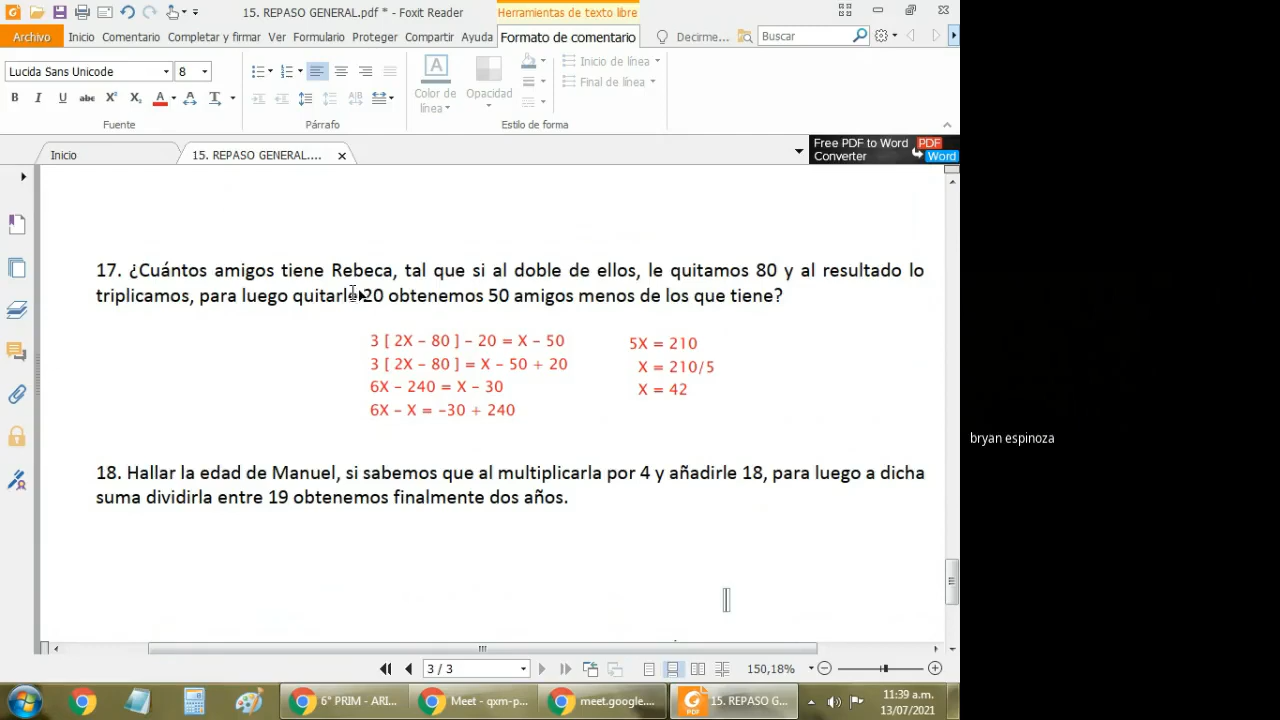 15. REPASO GENERAL.pdf * - Foxit Reader
Herramientas de texto libre
Archivo Inicio Comentario Completar y firmar Ver Formulario Proteger Compartir Ayuda Formato de comentario Decirme... Buscar
Lucida Sans Unicode 8
Color de línea
Opacidad
Inicio de línea
Final de línea
Fuente Párrafo Estilo de forma
Inicio
15. REPASO GENERAL....
Free PDF to Word
Converter
PDF
Word
17. ¿Cuántos amigos tiene Rebeca, tal que si al doble de ellos, le quitamos 80 y al resultado lo
triplicamos, para luego quitarle 20 obtenemos 50 amigos menos de los que tiene?
3 [ 2X – 80 ] – 20 = X – 50
3 [ 2X – 80 ] = X – 50 + 20
6X – 240 = X – 30
6X – X = –30 + 240
5X = 210
X = 210/5
X = 42
18. Hallar la edad de Manuel, si sabemos que al multiplicarla por 4 y añadirle 18, para luego a dicha
suma dividirla entre 19 obtenemos finalmente dos años.
bryan espinoza
3 / 3
150,18%
6° PRIM - ARI...
Meet - qxm-p...
meet.google....
15. REPASO G...
11:39 a.m.
13/07/2021